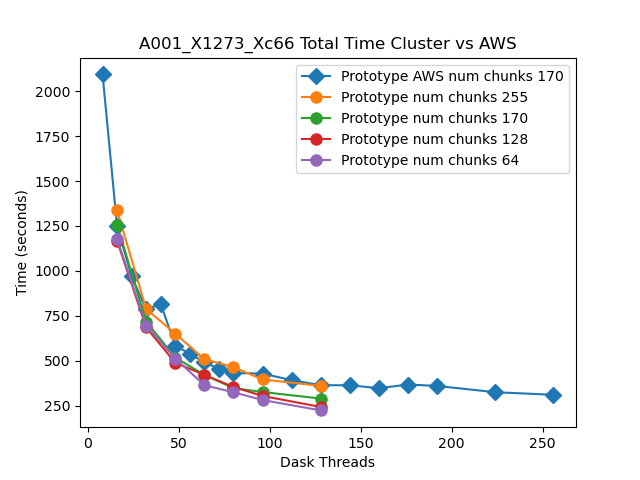 A001_X1273_Xc66 Total Time Cluster vs AWS
Prototype AWS num chunks 170
Prototype num chunks 255
Prototype num chunks 170
Prototype num chunks 128
Prototype num chunks 64
Time (seconds)
2000
1750
1500
1250
1000
750
500
250
0 50 100 150 200 250
Dask Threads